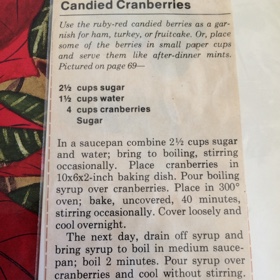 Candied Cranberries
Use the ruby-red candied berries as a gar-
nish for ham, turkey, or fruitcake. Or, place
some of the berries in small paper cups
and serve them like after-dinner mints.
Pictured on page 69—
2½ cups sugar
1½ cups water
4 cups cranberries
Sugar
In a saucepan combine 2½ cups sugar
and water; bring to boiling, stirring
occasionally. Place cranberries in
10x6x2-inch baking dish. Pour boiling
syrup over cranberries. Place in 300°
oven; bake, uncovered, 40 minutes,
stirring occasionally. Cover loosely and
cool overnight.
The next day, drain off syrup and
bring syrup to boil in medium sauce-
pan; boil 2 minutes. Pour syrup over
cranberries and cool without stirring.